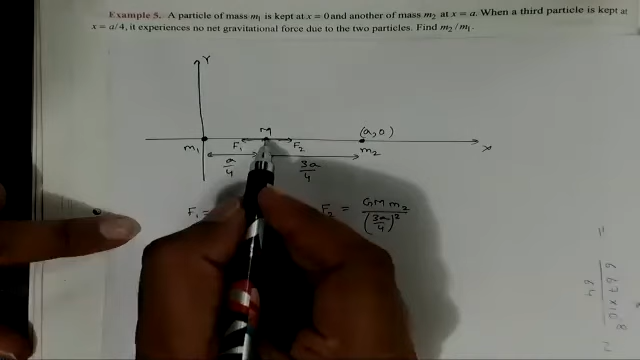 Example 5. A particle of mass m₁ is kept at x = 0 and another of mass m₂ at x = a. When a third particle is kept at
x = a/4, it experiences no net gravitational force due to the two particles. Find m₂/m₁.
Y
M (a, 0)
m₁ F₁ F₂ m₂ X
a/4 3a/4
F₁ = F₂ = GMm₂/(3a/4)²